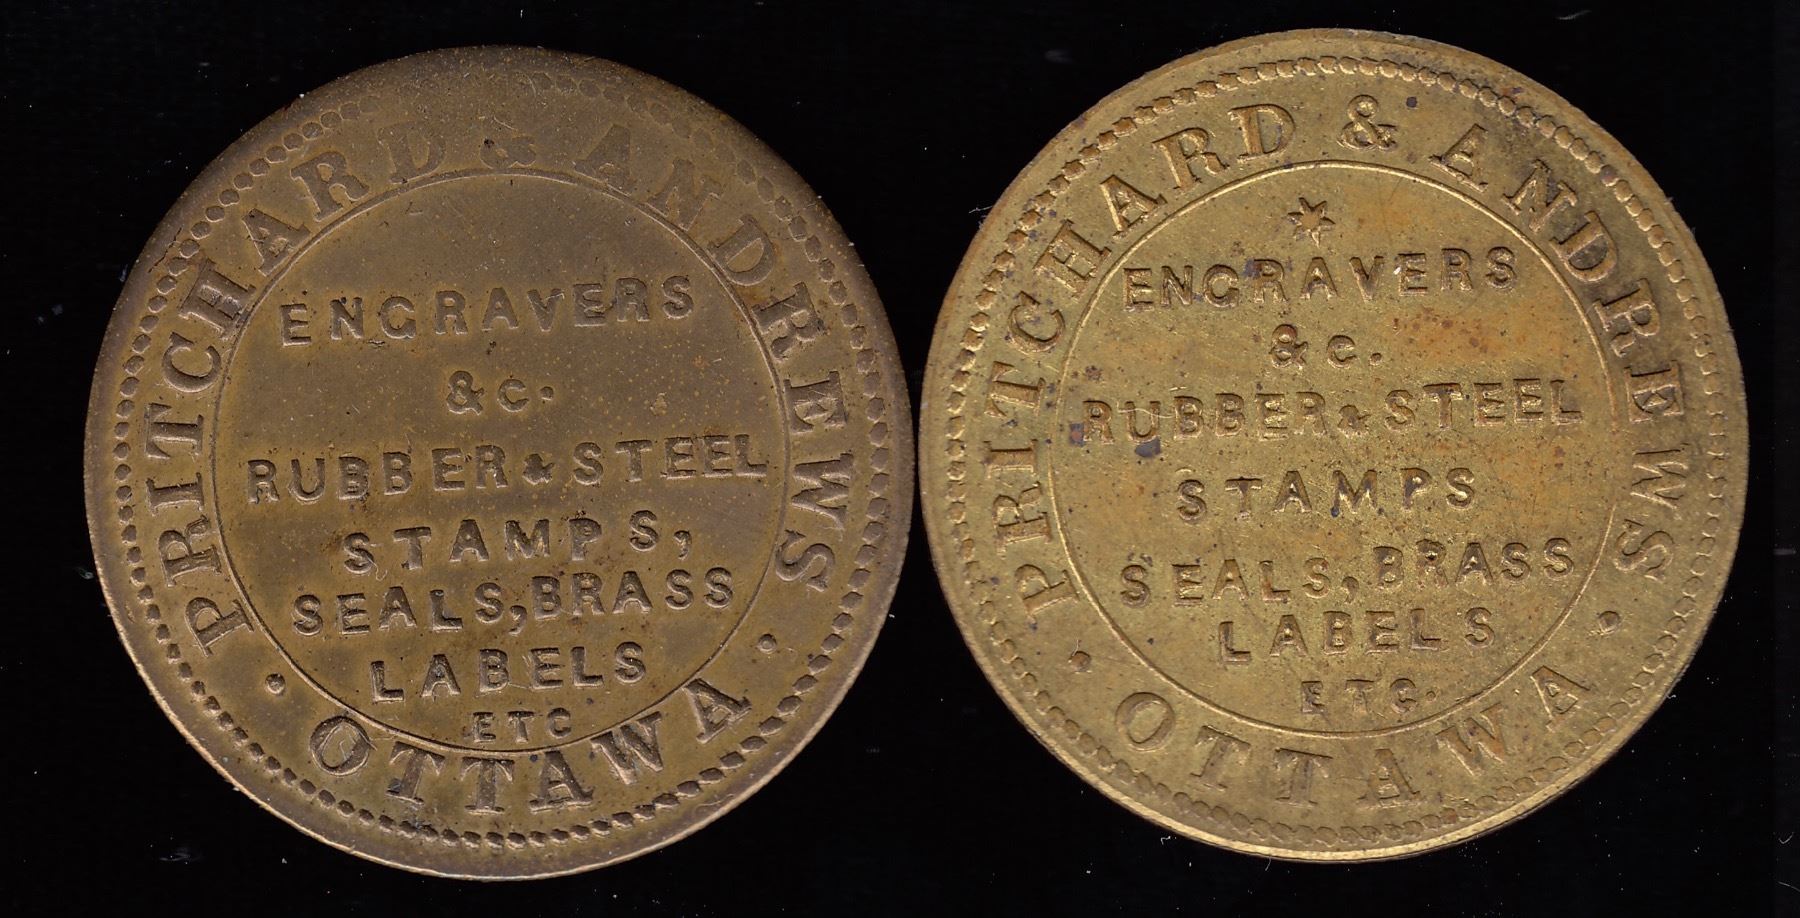 PRITCHARD & ANDREWS
ENGRAVERS
&c.
RUBBER & STEEL
STAMPS,
SEALS, BRASS
LABELS
ETC
· OTTAWA ·
PRITCHARD & ANDREWS
ENGRAVERS
&c.
RUBBER & STEEL
STAMPS
SEALS, BRASS
LABELS
ETC.
· OTTAWA ·